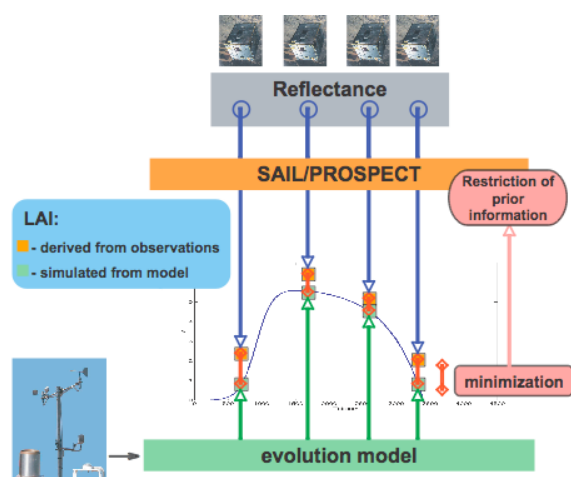 Reflectance
SAIL/PROSPECT
Restriction of
prior
information
LAI:
- derived from observations
- simulated from model
minimization
evolution model